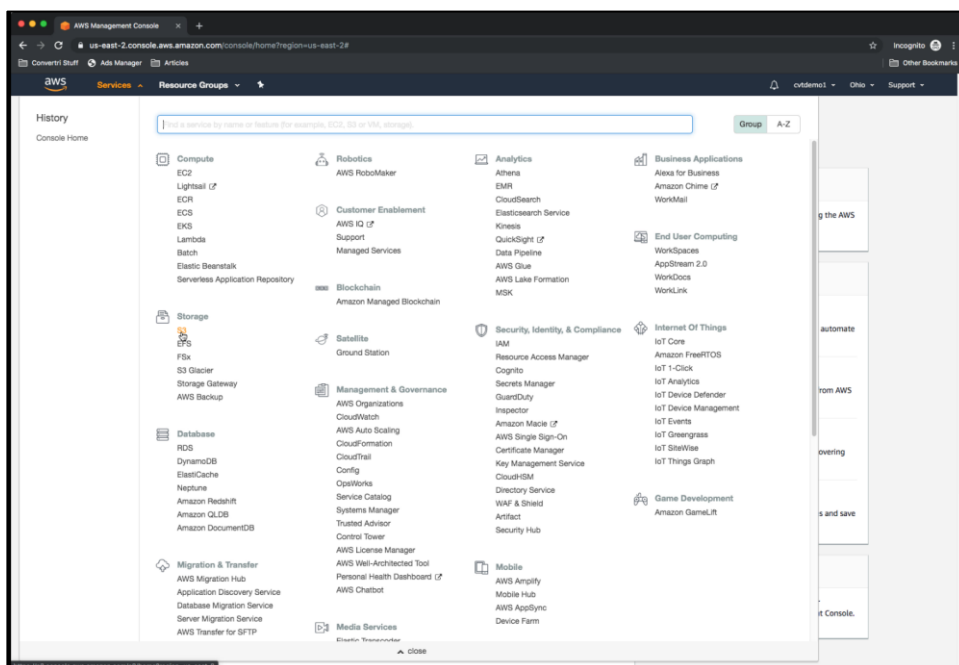 AWS Management Console
us-east-2.console.aws.amazon.com/console/home?region=us-east-2#
Incognito
Convertri Stuff Ads Manager Articles Other Bookmarks
aws Services Resource Groups cvtdemo1 Ohio Support
History
Console Home
Find a service by name or feature (for example, EC2, S3 or VM, storage).
Group A-Z
Compute
EC2
Lightsail
ECR
ECS
EKS
Lambda
Batch
Elastic Beanstalk
Serverless Application Repository
Storage
S3
EFS
FSx
S3 Glacier
Storage Gateway
AWS Backup
Database
RDS
DynamoDB
ElastiCache
Neptune
Amazon Redshift
Amazon QLDB
Amazon DocumentDB
Migration & Transfer
AWS Migration Hub
Application Discovery Service
Database Migration Service
Server Migration Service
AWS Transfer for SFTP
Robotics
AWS RoboMaker
Customer Enablement
AWS IQ
Support
Managed Services
Blockchain
Amazon Managed Blockchain
Satellite
Ground Station
Management & Governance
AWS Organizations
CloudWatch
AWS Auto Scaling
CloudFormation
CloudTrail
Config
OpsWorks
Service Catalog
Systems Manager
Trusted Advisor
Control Tower
AWS License Manager
AWS Well-Architected Tool
Personal Health Dashboard
AWS Chatbot
Media Services
Elastic Transcoder
Analytics
Athena
EMR
CloudSearch
Elasticsearch Service
Kinesis
QuickSight
Data Pipeline
AWS Glue
AWS Lake Formation
MSK
Security, Identity, & Compliance
IAM
Resource Access Manager
Cognito
Secrets Manager
GuardDuty
Inspector
Amazon Macie
AWS Single Sign-On
Certificate Manager
Key Management Service
CloudHSM
Directory Service
WAF & Shield
Artifact
Security Hub
Mobile
AWS Amplify
Mobile Hub
AWS AppSync
Device Farm
Business Applications
Alexa for Business
Amazon Chime
WorkMail
End User Computing
WorkSpaces
AppStream 2.0
WorkDocs
WorkLink
Internet Of Things
IoT Core
Amazon FreeRTOS
IoT 1-Click
IoT Analytics
IoT Device Defender
IoT Device Management
IoT Events
IoT Greengrass
IoT SiteWise
IoT Things Graph
Game Development
Amazon GameLift
g the AWS
automate
rom AWS
overing
s and save
t Console.
close